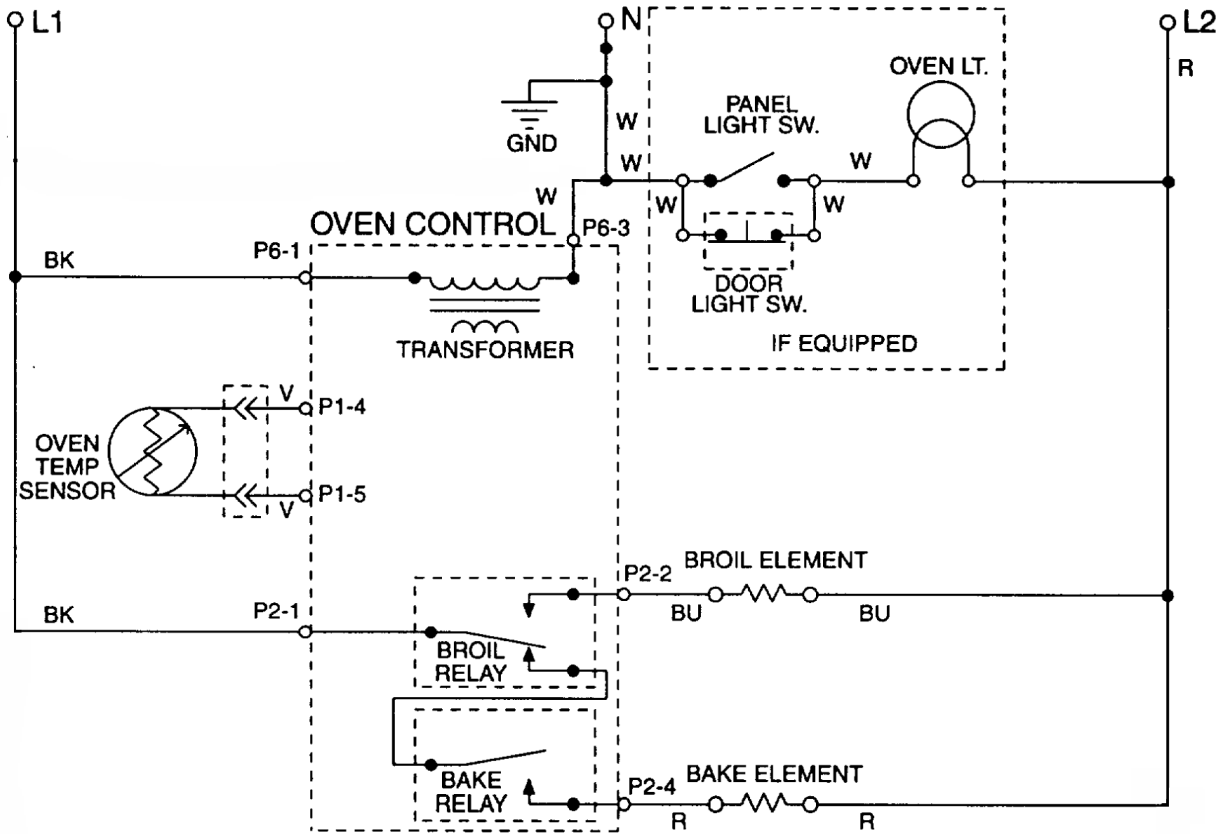 L1
N
L2
R
OVEN LT.
PANEL
LIGHT SW.
GND
W
W
W
W
W
W
OVEN CONTROL
P6-3
P6-1
BK
DOOR
LIGHT SW.
TRANSFORMER
IF EQUIPPED
V
P1-4
OVEN
TEMP
SENSOR
P1-5
V
BROIL ELEMENT
P2-2
BU
BU
BK
P2-1
BROIL
RELAY
BAKE ELEMENT
BAKE
RELAY
P2-4
R
R